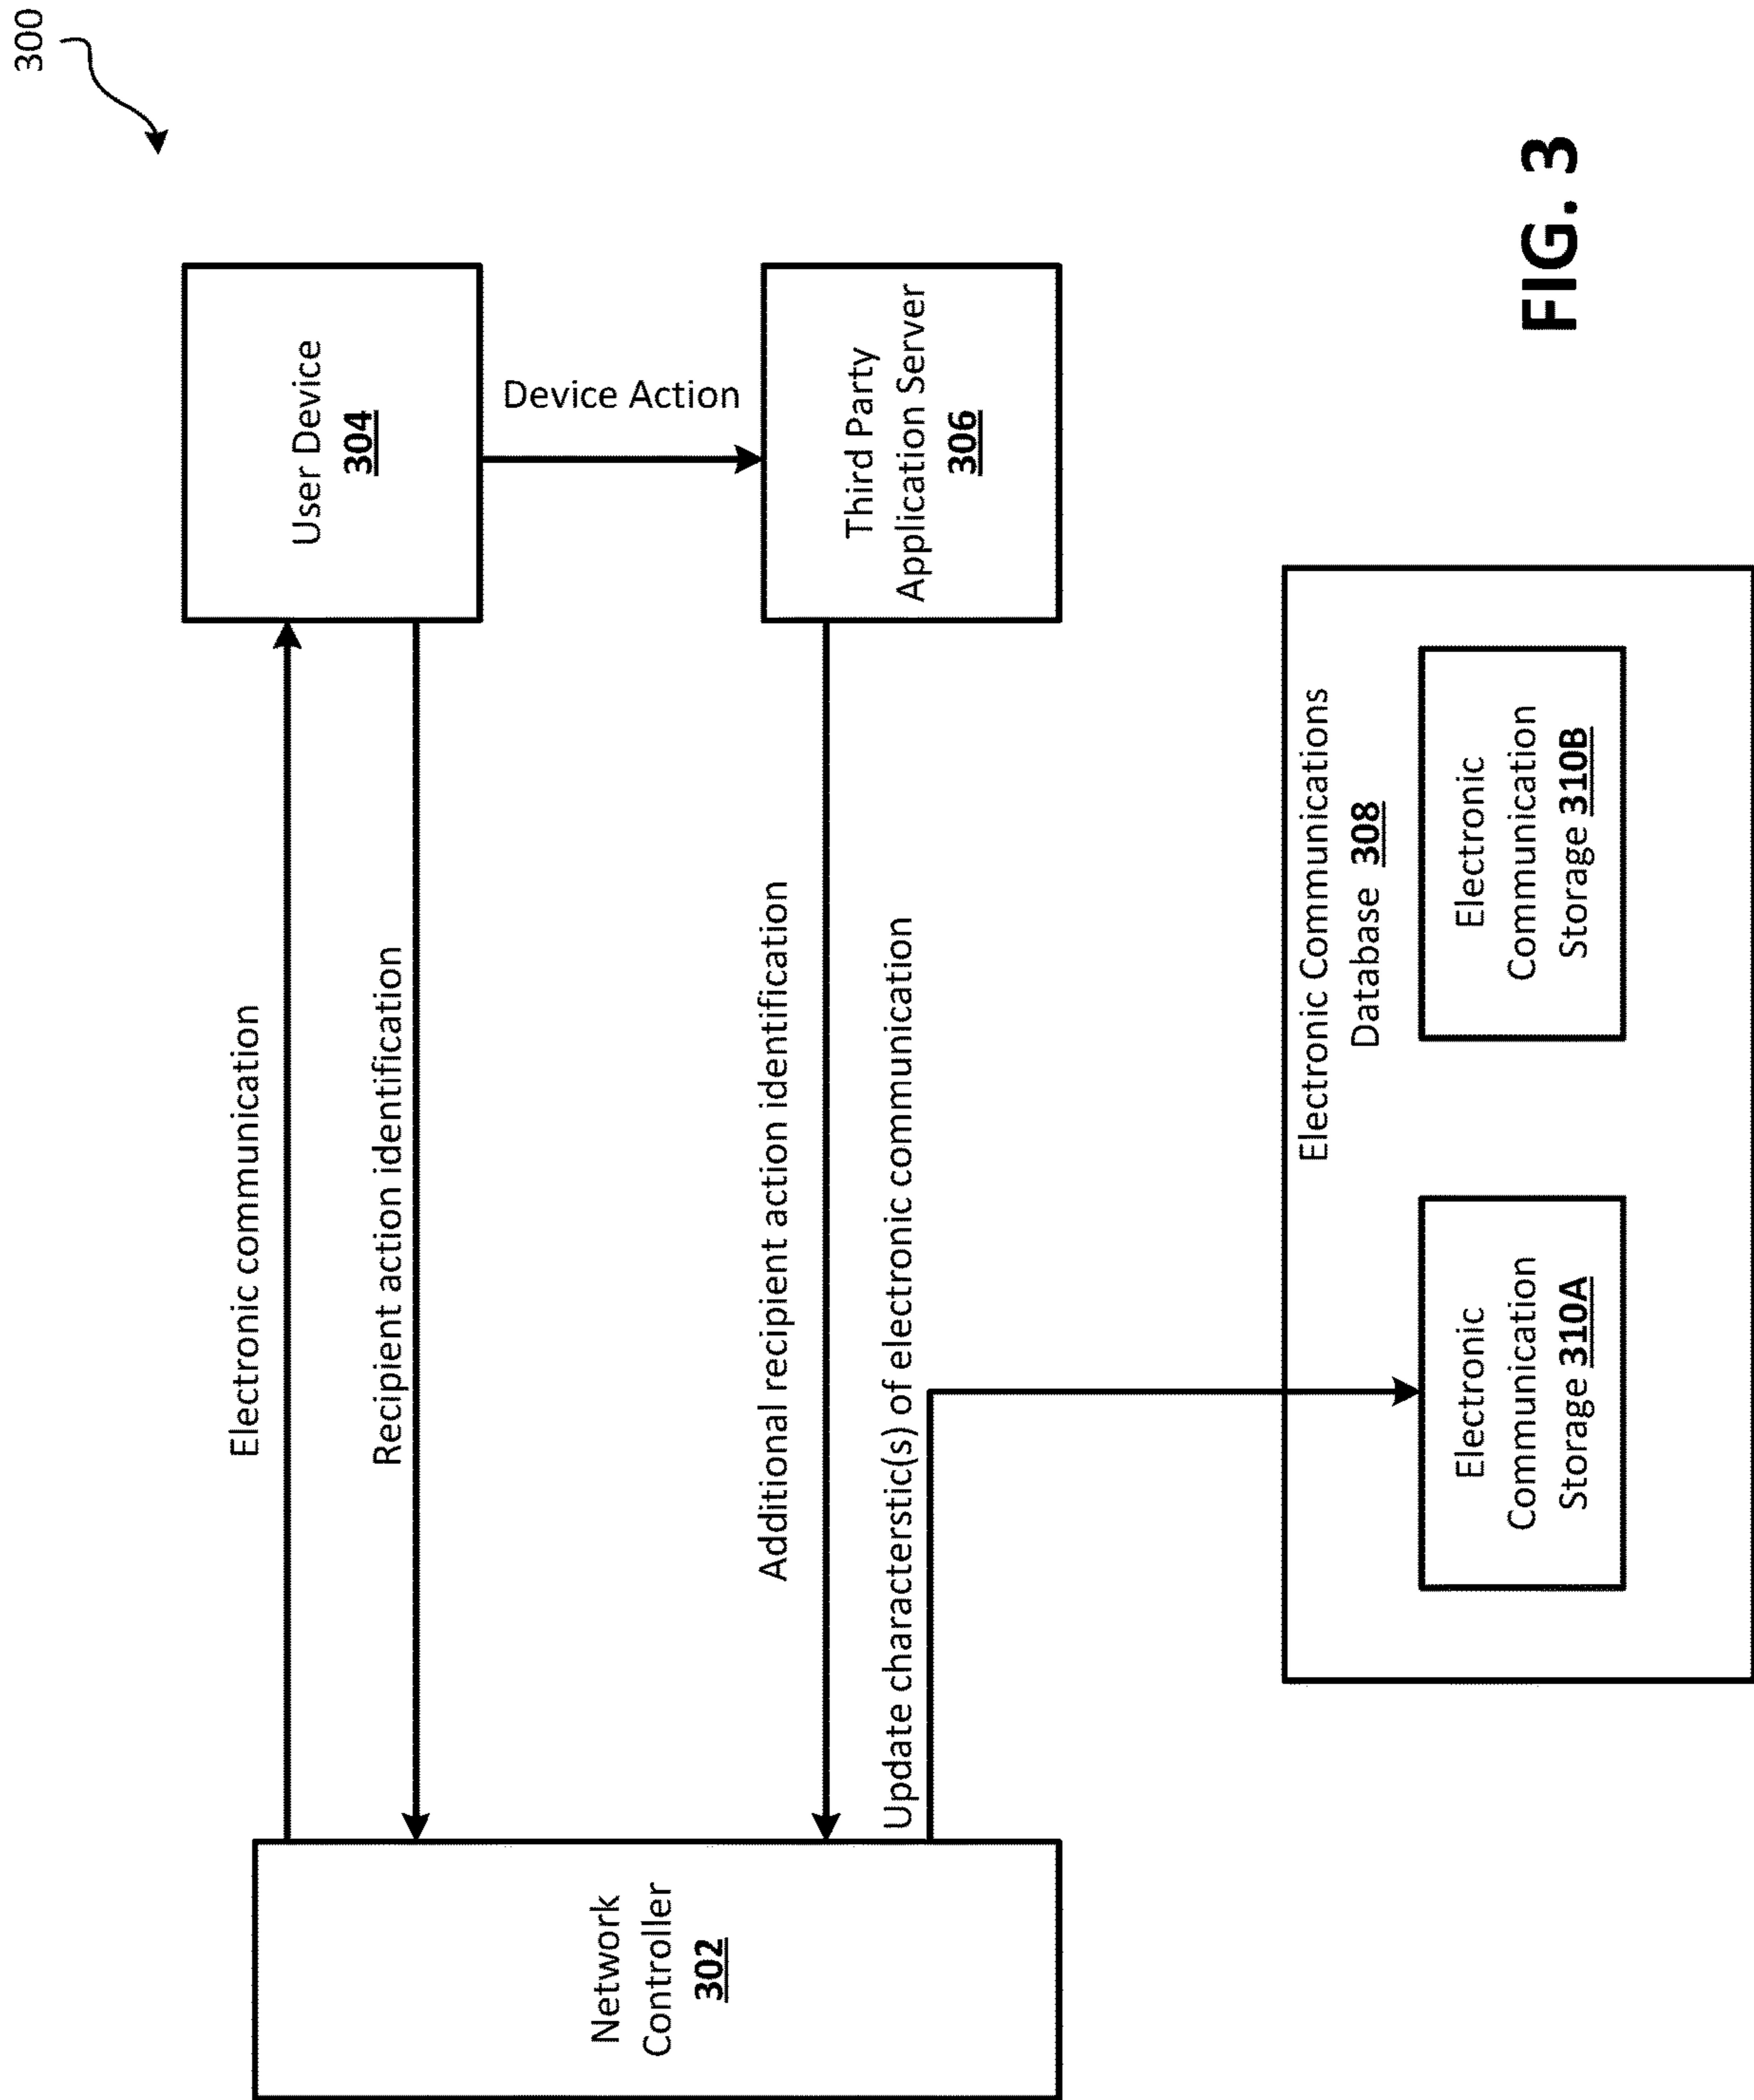 300
Electronic communication
Recipient action identification
Network
Controller
302
User Device
304
Device Action
Additional recipient action identification
Third Party
Application Server
306
Update characterstic(s) of electronic communication
Electronic Communications
Database 308
Electronic
Communication
Storage 310A
Electronic
Communication
Storage 310B
FIG. 3